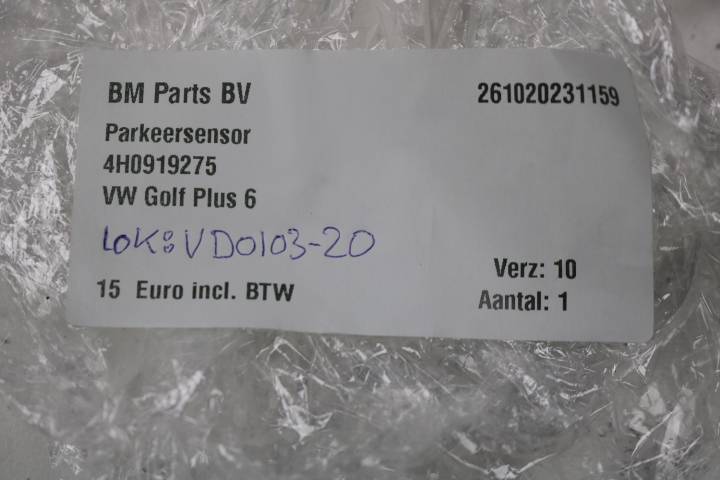 BM Parts BV 261020231159
Parkeersensor
4H0919275
VW Golf Plus 6
LOK: VD0103-20
Verz: 10
15 Euro incl. BTW Aantal: 1